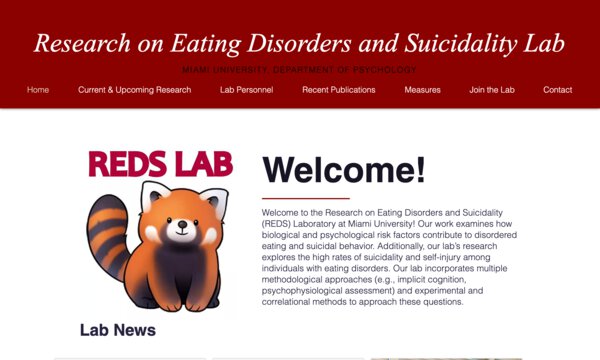 Research on Eating Disorders and Suicidality Lab
MIAMI UNIVERSITY, DEPARTMENT OF PSYCHOLOGY
Home Current & Upcoming Research Lab Personnel Recent Publications Measures Join the Lab Contact
REDS LAB
Welcome!
Welcome to the Research on Eating Disorders and Suicidality
(REDS) Laboratory at Miami University! Our work examines how
biological and psychological risk factors contribute to disordered
eating and suicidal behavior. Additionally, our lab's research
explores the high rates of suicidality and self-injury among
individuals with eating disorders. Our lab incorporates multiple
methodological approaches (e.g., implicit cognition,
psychophysiological assessment) and experimental and
correlational methods to approach these questions.
Lab News